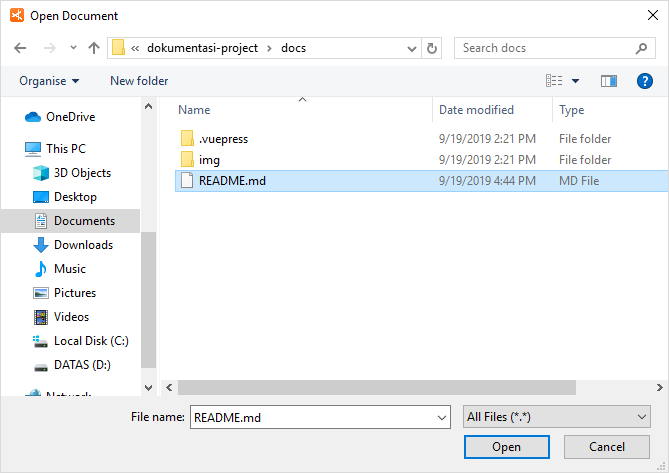 Open Document
« dokumentasi-project › docs
Search docs
Organise New folder
Name Date modified Type
OneDrive
This PC
3D Objects
Desktop
Documents
Downloads
Music
Pictures
Videos
Local Disk (C:)
DATAS (D:)
Network
.vuepress 9/19/2019 2:21 PM File folder
img 9/19/2019 2:21 PM File folder
README.md 9/19/2019 4:44 PM MD File
File name: README.md All Files (*.*)
Open Cancel